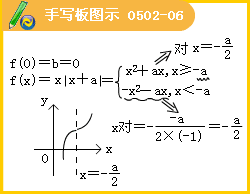 手写板图示 0502-06
对 x=-a/2
f(0)=b=0
f(x)=x|x+a|={x²+ax,x≥-a
-x²-ax,x<-a
x对=- -a/2×(-1) =-a/2
y
0
x
x=-a/2